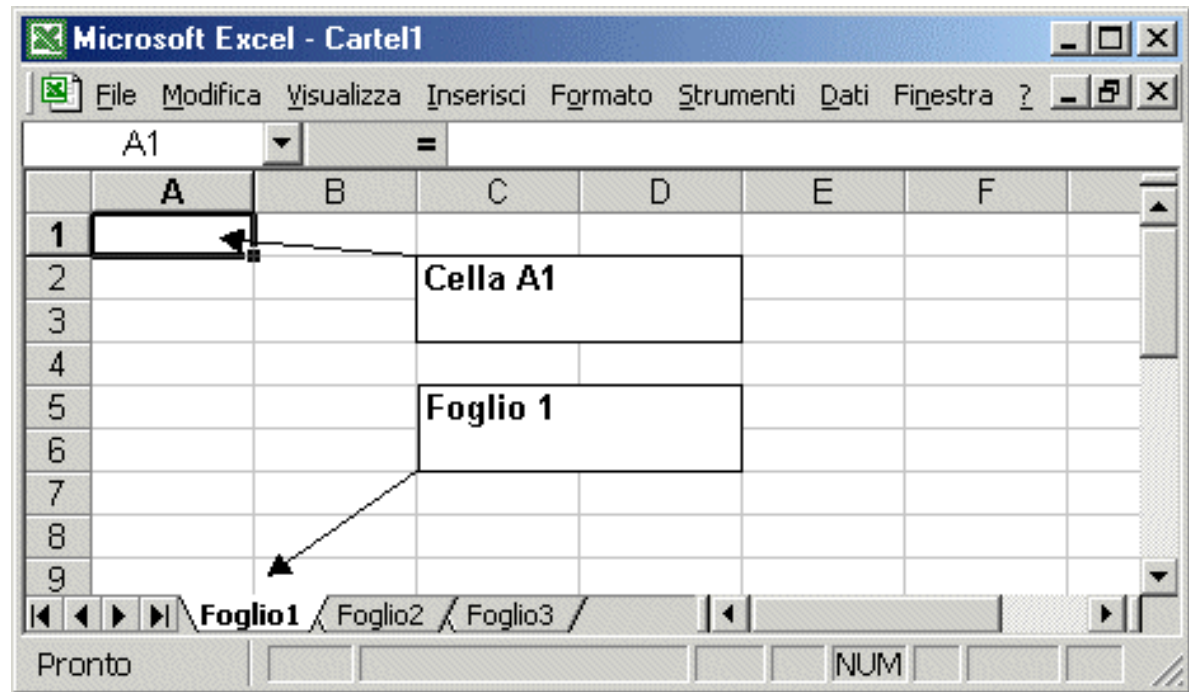 Microsoft Excel - Cartel1
File Modifica Visualizza Inserisci Formato Strumenti Dati Finestra ?
A1 =
A B C D E F
1
2 Cella A1
3
4
5 Foglio 1
6
7
8
9
Foglio1 Foglio2 Foglio3
Pronto NUM